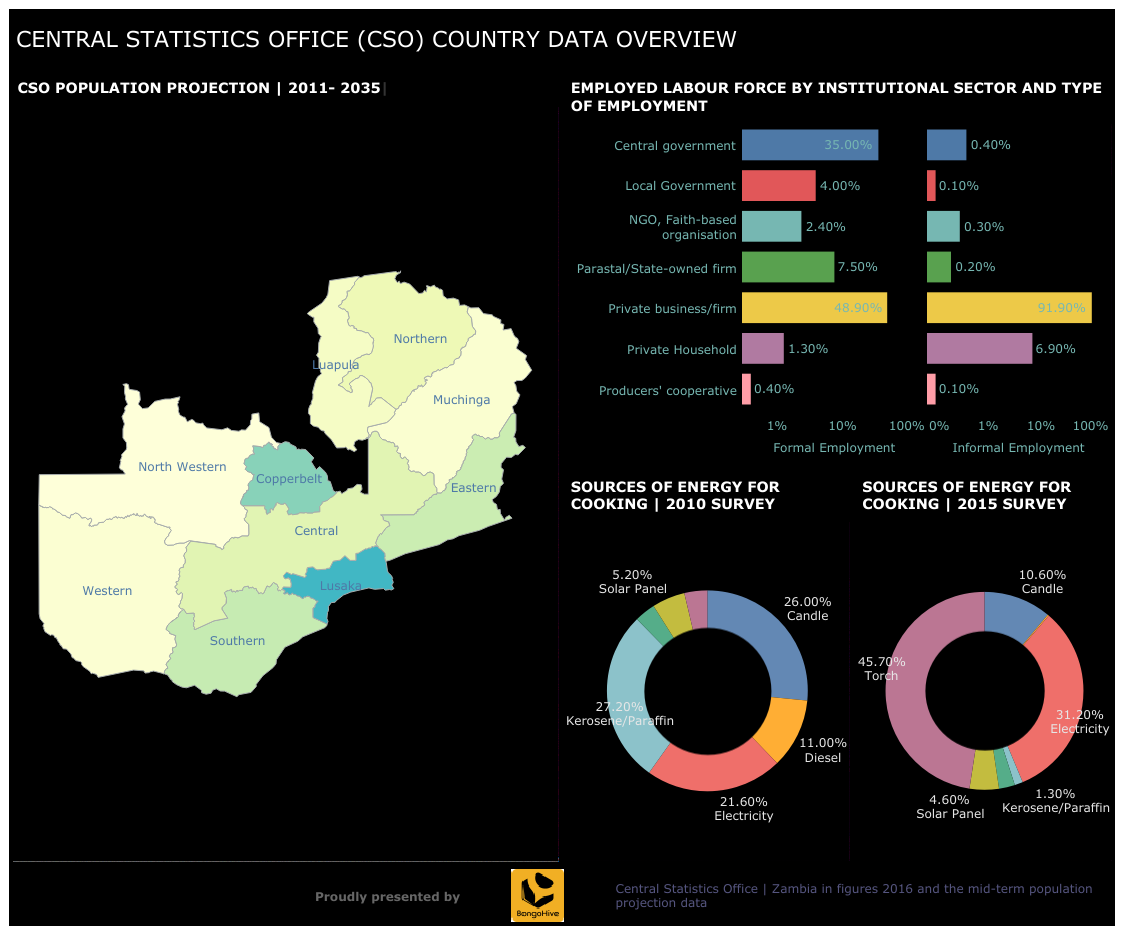 CENTRAL STATISTICS OFFICE (CSO) COUNTRY DATA OVERVIEW
CSO POPULATION PROJECTION | 2011- 2035
Northern
Luapula
Muchinga
North Western
Copperbelt
Eastern
Central
Lusaka
Western
Southern
EMPLOYED LABOUR FORCE BY INSTITUTIONAL SECTOR AND TYPE
OF EMPLOYMENT
Central government 35.00% 0.40%
Local Government 4.00% 0.10%
NGO, Faith-based
organisation 2.40% 0.30%
Parastal/State-owned firm 7.50% 0.20%
Private business/firm 48.90% 91.90%
Private Household 1.30% 6.90%
Producers' cooperative 0.40% 0.10%
1% 10% 100% 0% 1% 10% 100%
Formal Employment Informal Employment
SOURCES OF ENERGY FOR
COOKING | 2010 SURVEY
5.20%
Solar Panel
26.00%
Candle
27.20%
Kerosene/Paraffin
11.00%
Diesel
21.60%
Electricity
SOURCES OF ENERGY FOR
COOKING | 2015 SURVEY
10.60%
Candle
45.70%
Torch
31.20%
Electricity
4.60%
Solar Panel
1.30%
Kerosene/Paraffin
Proudly presented by
BongoHive
Central Statistics Office | Zambia in figures 2016 and the mid-term population
projection data